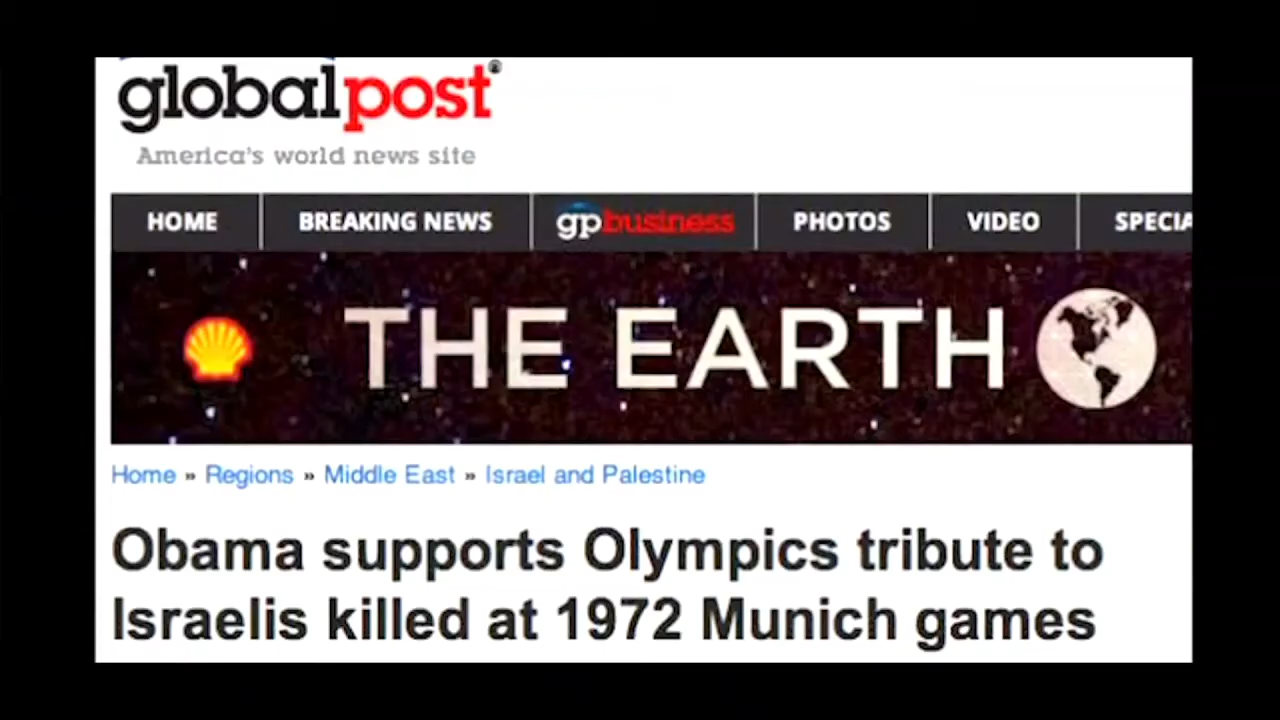 globalpost®
America's world news site
HOME BREAKING NEWS gpbusiness PHOTOS VIDEO SPECIA
THE EARTH
Home » Regions » Middle East » Israel and Palestine
Obama supports Olympics tribute to
Israelis killed at 1972 Munich games